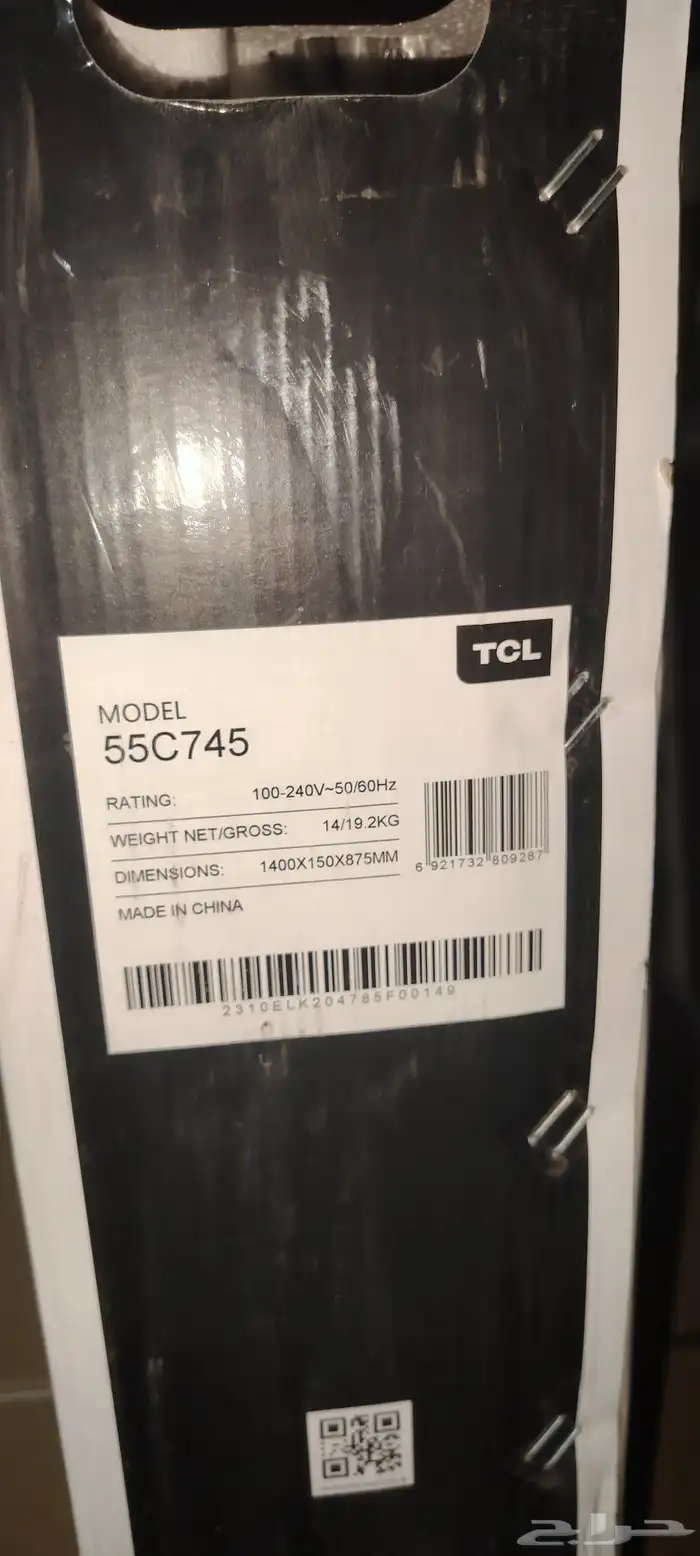 TCL
MODEL
55C745
RATING: 100-240V~50/60Hz
WEIGHT NET/GROSS: 14/19.2KG
DIMENSIONS: 1400X150X875MM
MADE IN CHINA
6 921732 809287
2310ELK204785F00149
حراج